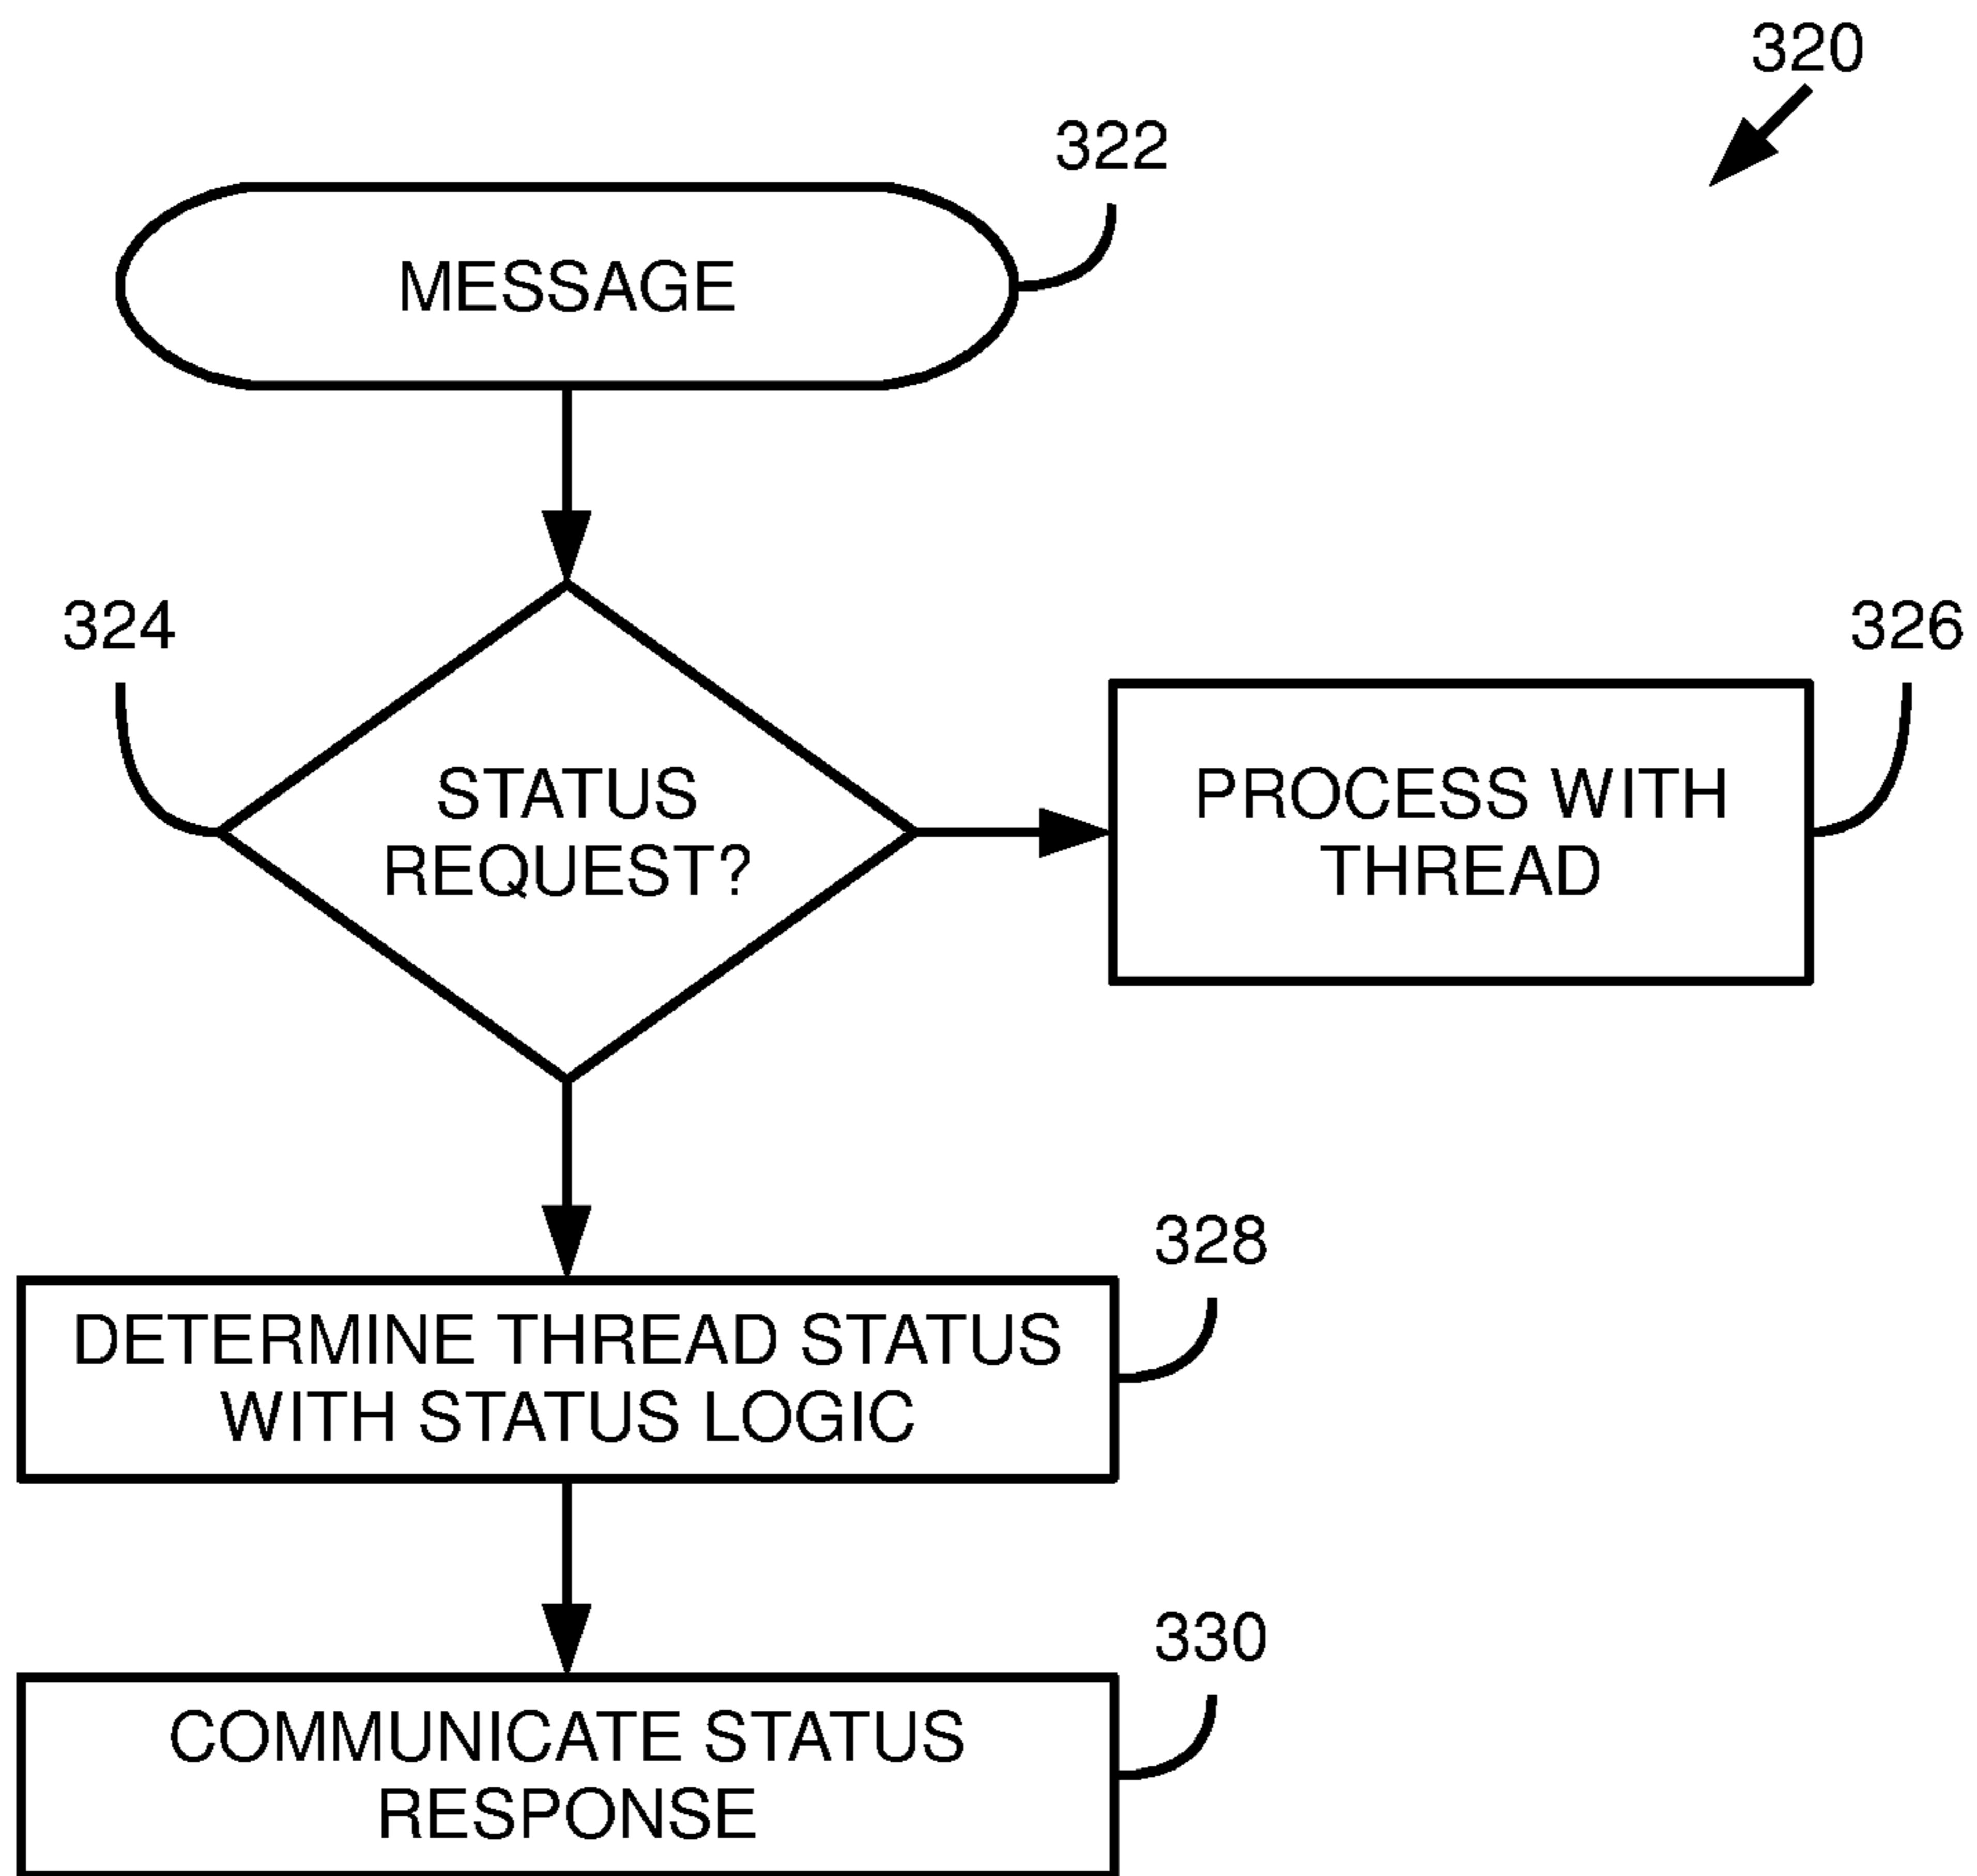 320
322
MESSAGE
324
326
STATUS
REQUEST?
PROCESS WITH
THREAD
328
DETERMINE THREAD STATUS
WITH STATUS LOGIC
330
COMMUNICATE STATUS
RESPONSE